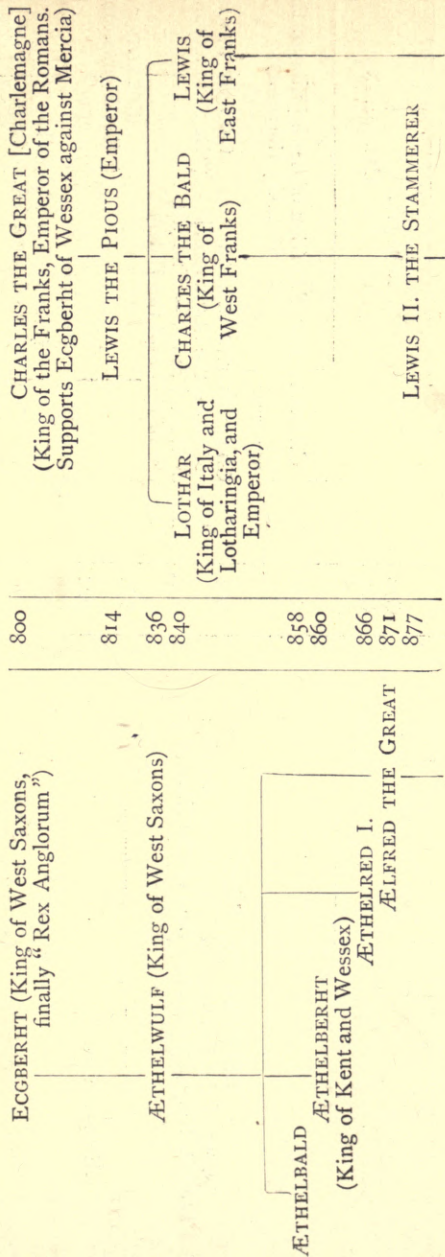 ECGBERHT (King of West Saxons,
finally “Rex Anglorum”)
ÆTHELWULF (King of West Saxons)
ÆTHELBALD
ÆTHELBERHT
(King of Kent and Wessex)
ÆTHELRED I.
ÆLFRED THE GREAT
800
814
836
840
858
860
866
871
877
CHARLES THE GREAT [Charlemagne]
(King of the Franks, Emperor of the Romans.
Supports Ecgberht of Wessex against Mercia)
LEWIS THE PIOUS (Emperor)
LOTHAR
(King of Italy and
Lotharingia, and
Emperor)
CHARLES THE BALD
(King of
West Franks)
LEWIS
(King of
East Franks)
LEWIS II. THE STAMMERER